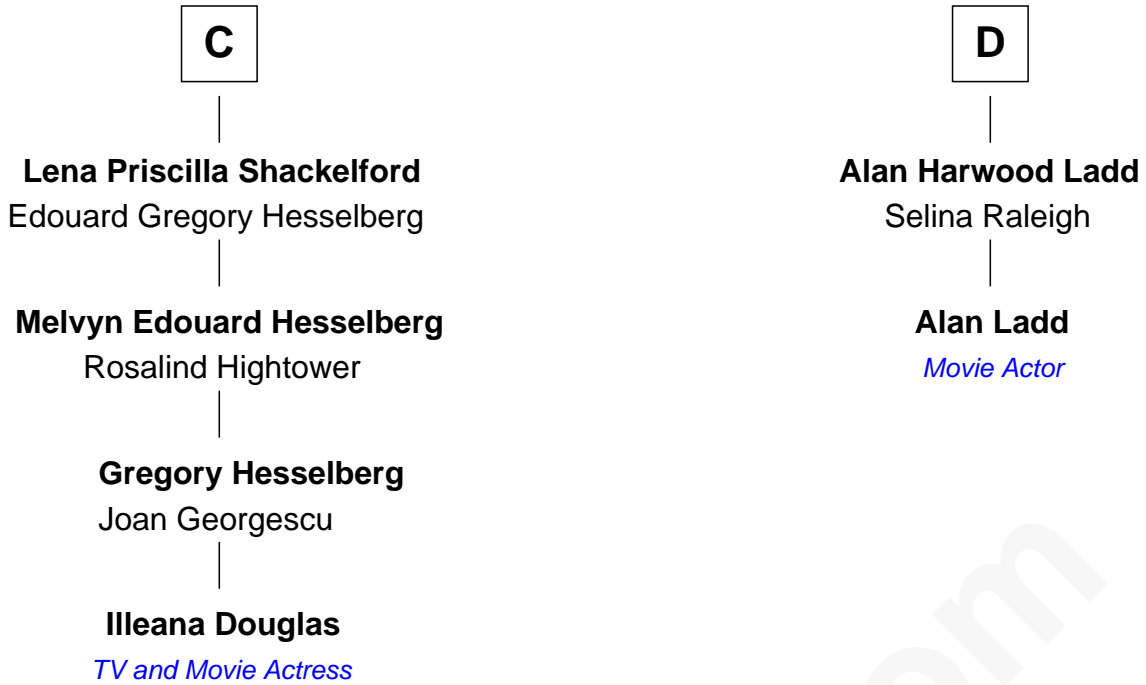 C
Lena Priscilla Shackelford
Edouard Gregory Hesselberg
Melvyn Edouard Hesselberg
Rosalind Hightower
Gregory Hesselberg
Joan Georgescu
Illeana Douglas
TV and Movie Actress
D
Alan Harwood Ladd
Selina Raleigh
Alan Ladd
Movie Actor
om